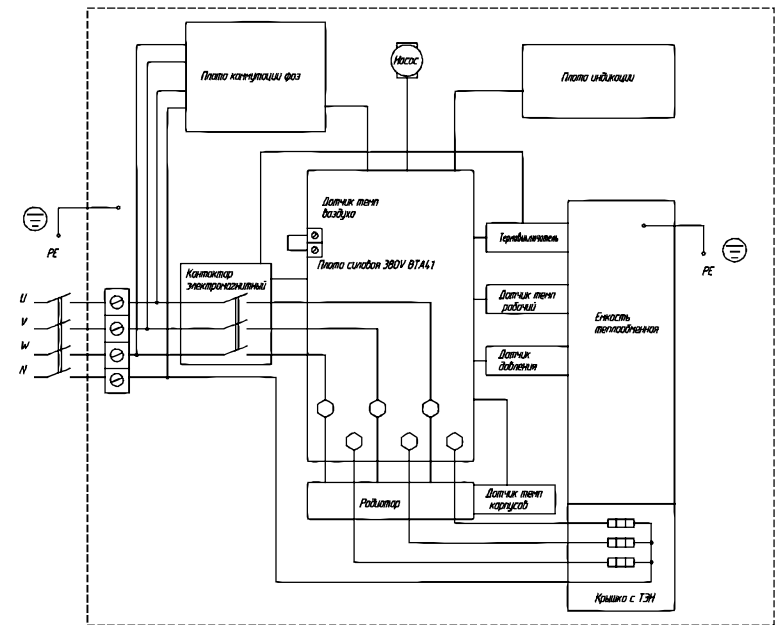 Плата коммутации фаз
Насос
Плата индикации
Датчик темп
воздуха
Термовыключатель
PE
PE
Плата силовая 380V BTA41
Контактор
электромагнитный
Датчик темп
рабочий
Емкость
теплообменная
U
V
W
N
Датчик
давления
Радиатор
Датчик темп
корпусов
Крышка с ТЭН